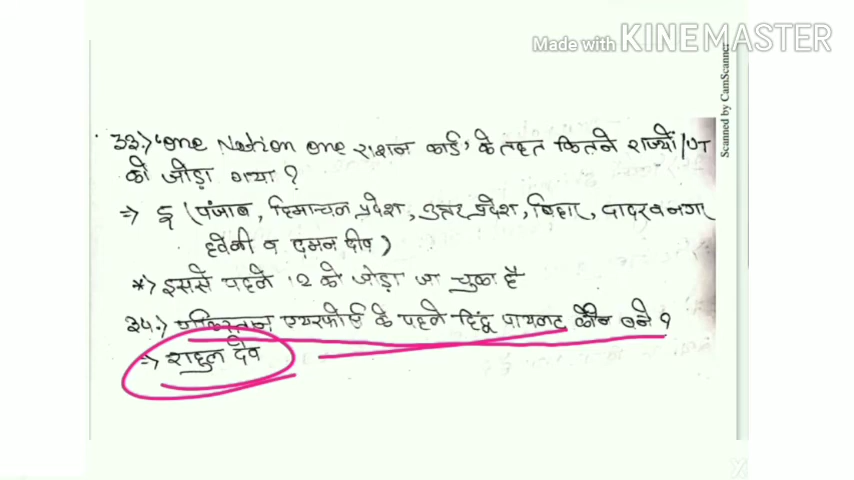 Made with KINEMASTER
Scanned by CamScanner
33.> 'one Nation one राशन कार्ड' के तहत कितने राज्यों/UT
को जोड़ा गया ?
⇒ 5 (पंजाब, हिमाचल प्रदेश, उत्तर प्रदेश, बिहार, दादर व नगर
हवेली व दमन दीव)
*> इससे पहले 12 को जोड़ा जा चुका है
34.> पाकिस्तान एयरफोर्स के पहले हिंदू पायलट कौन बने ?
⇒ राहुल देव